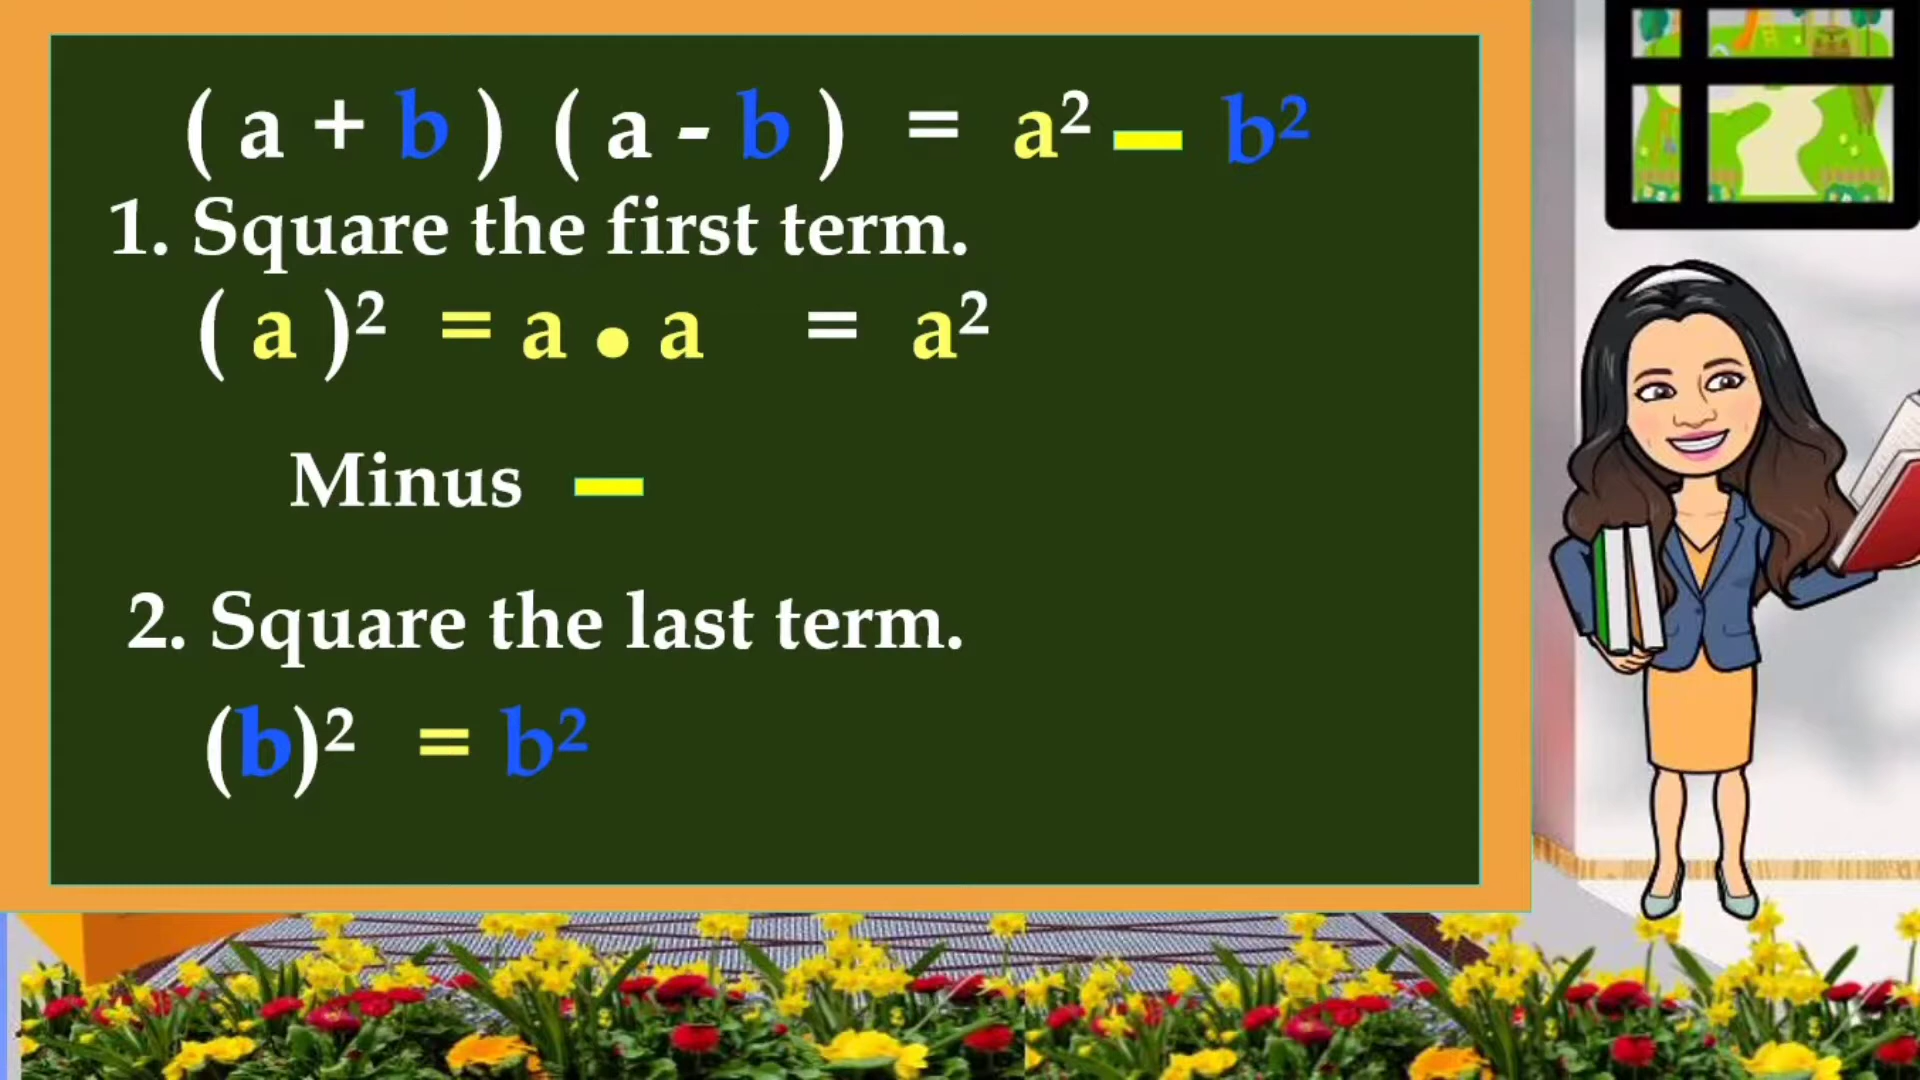 ( a + b ) ( a - b ) = a² – b²
1. Square the first term.
( a )² = a • a = a²
Minus –
2. Square the last term.
(b)² = b²